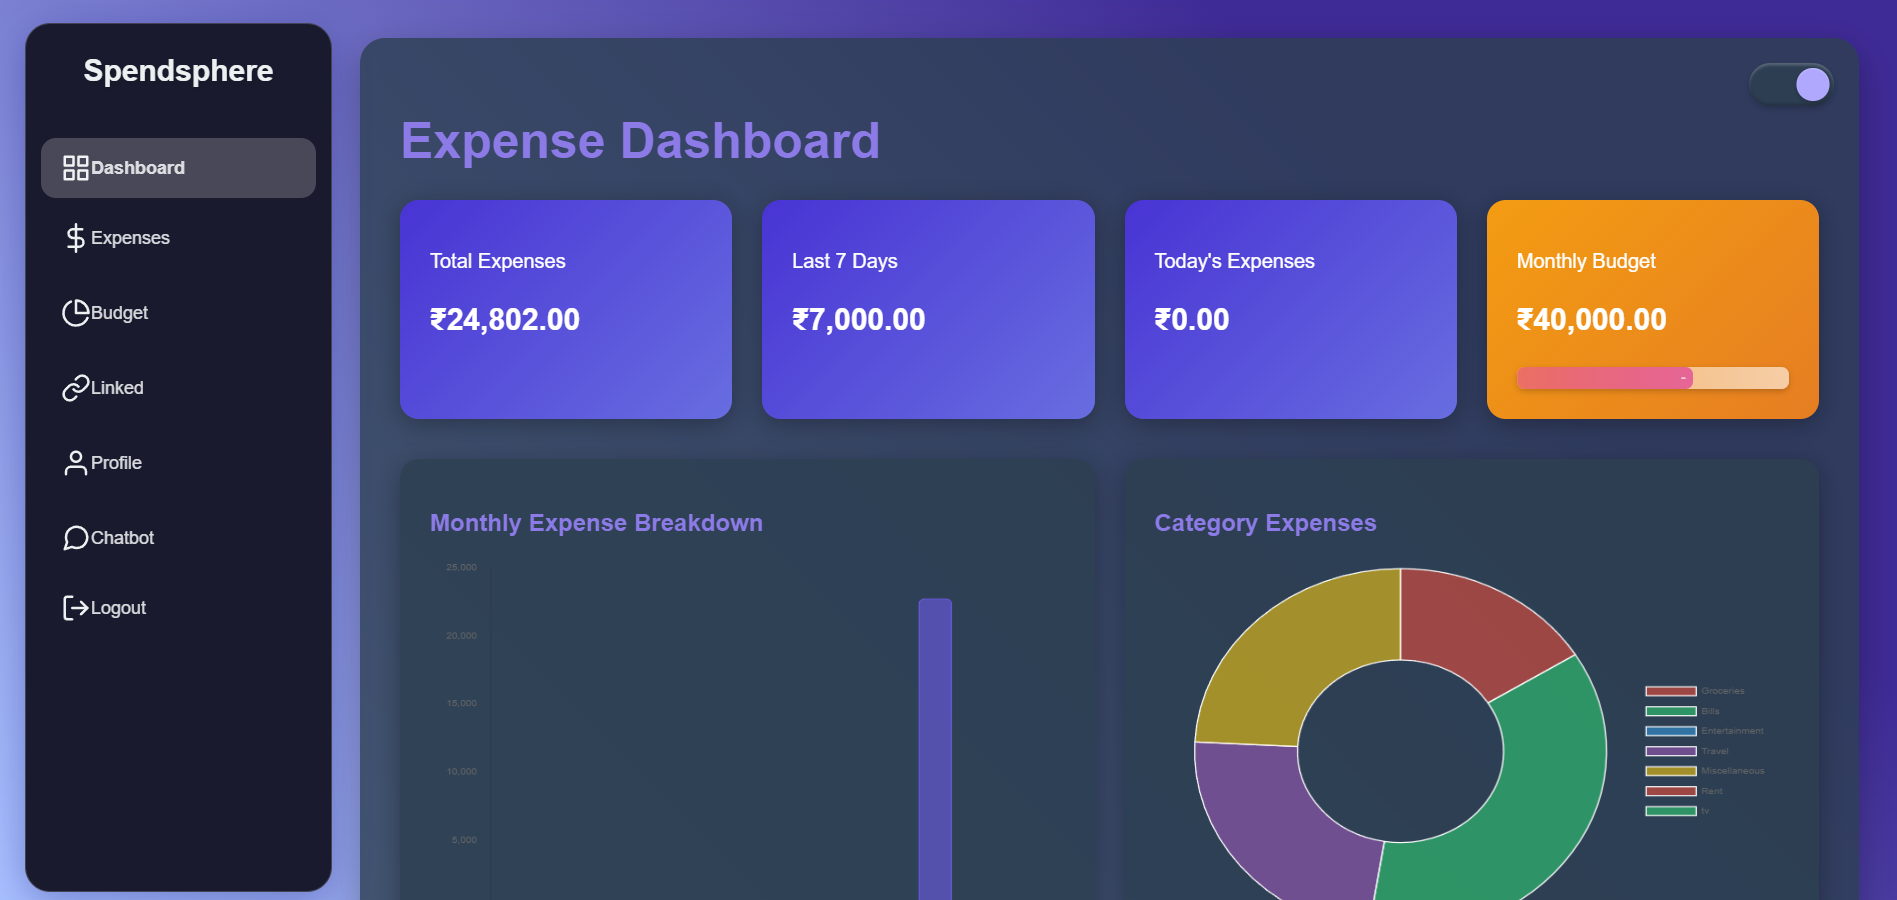 Spendsphere
Dashboard
Expenses
Budget
Linked
Profile
Chatbot
Logout
Expense Dashboard
Total Expenses
₹24,802.00
Last 7 Days
₹7,000.00
Today's Expenses
₹0.00
Monthly Budget
₹40,000.00
-
Monthly Expense Breakdown
25,000
20,000
15,000
10,000
5,000
Category Expenses
Groceries
Bills
Entertainment
Travel
Miscellaneous
Rent